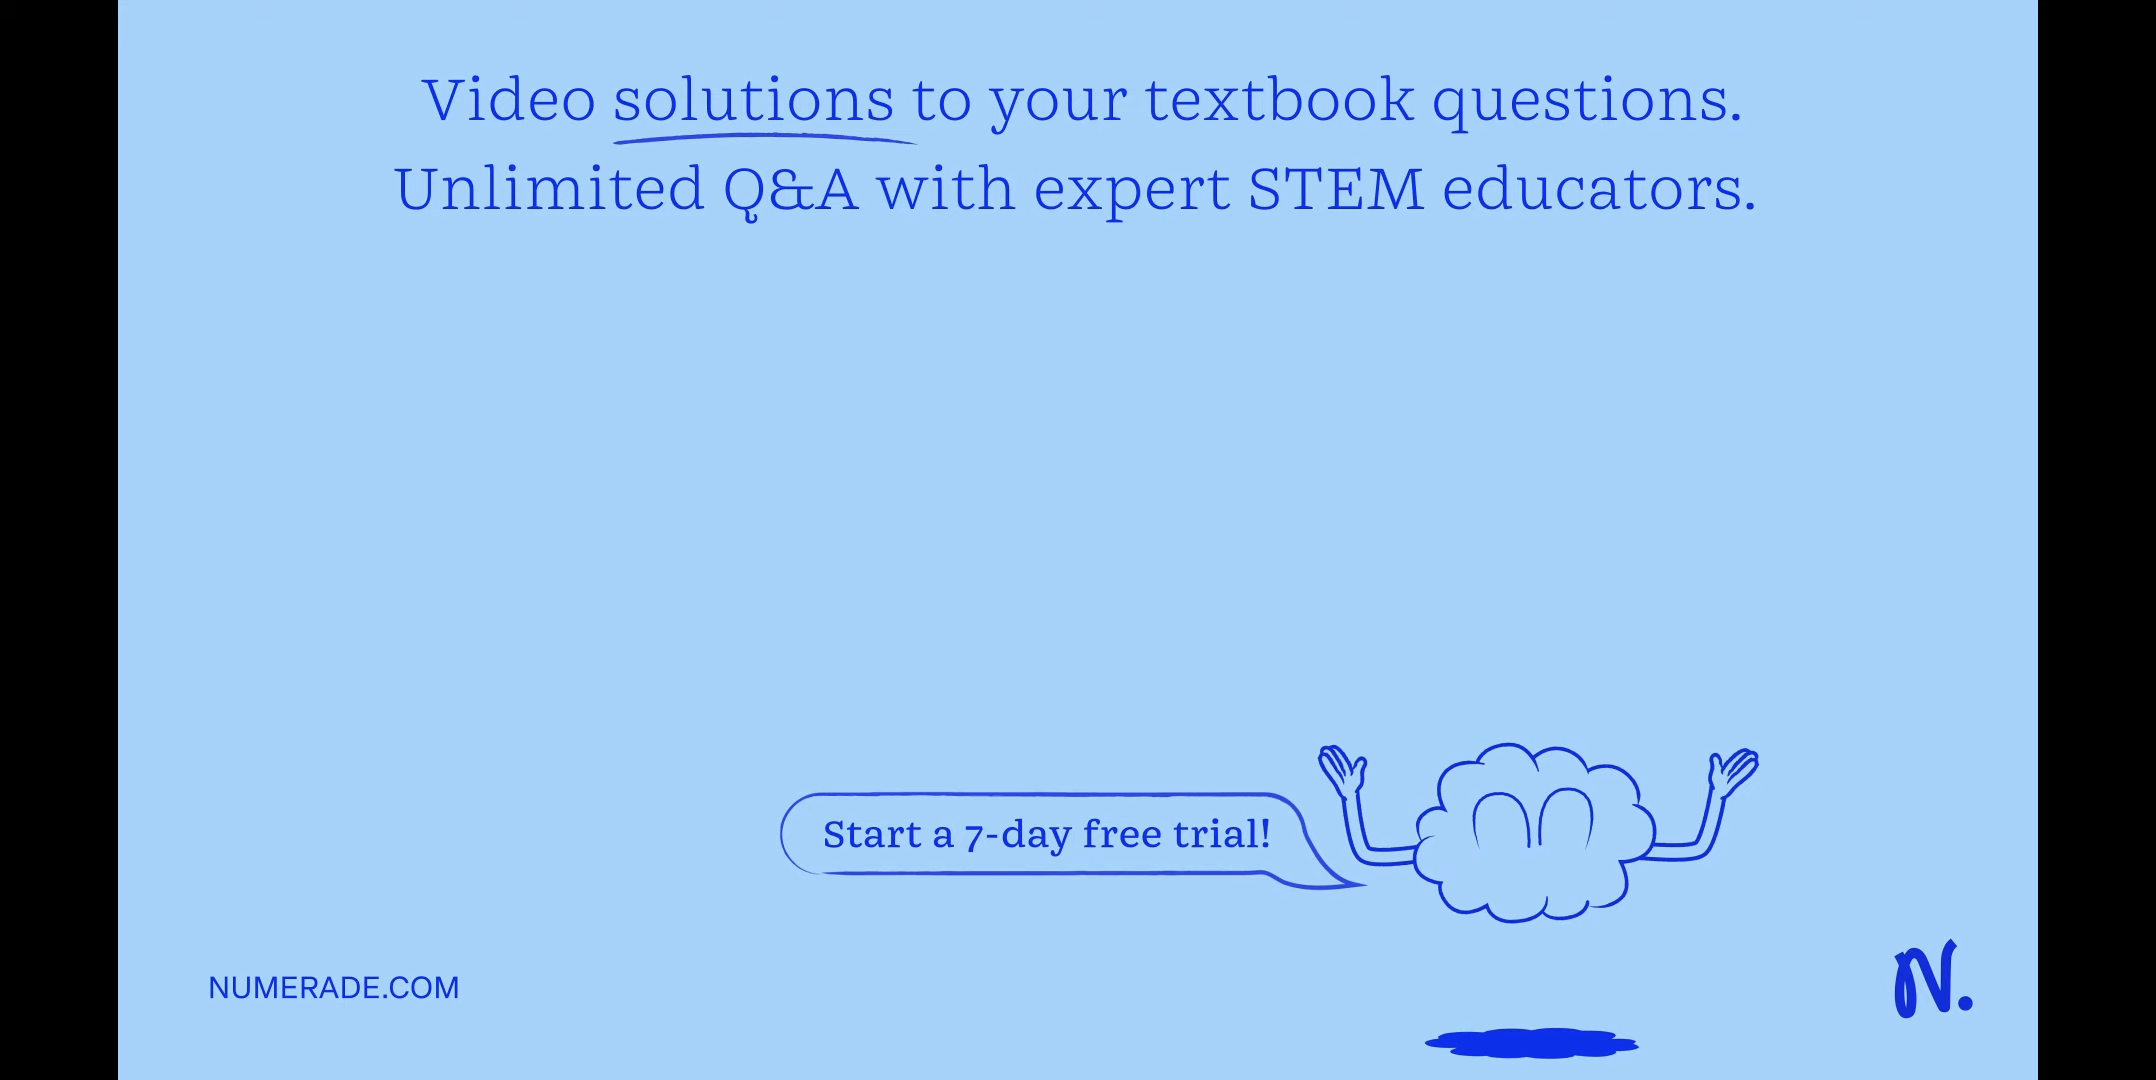 Video solutions to your textbook questions.
Unlimited Q&A with expert STEM educators.
Start a 7-day free trial!
NUMERADE.COM
N.